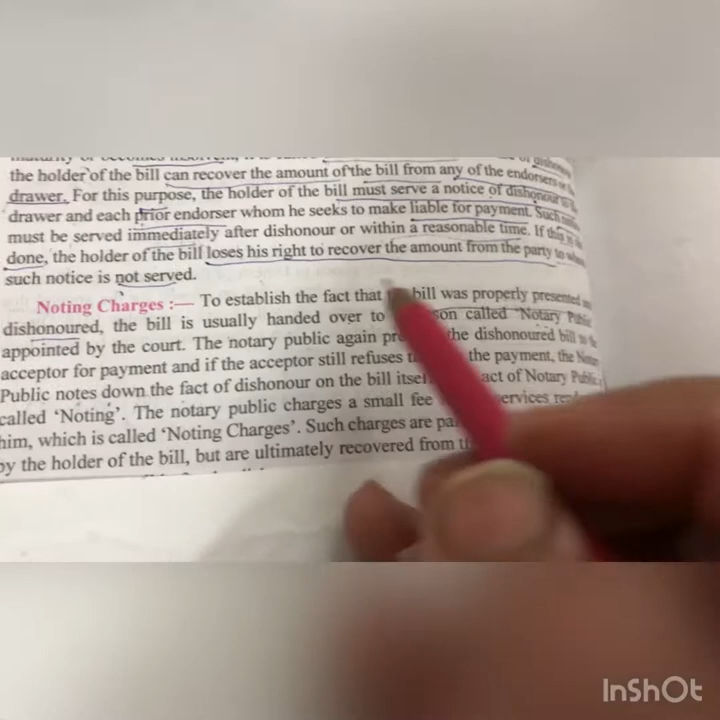 the holder of the bill can recover the amount of the bill from any of the endorsers or the
drawer. For this purpose, the holder of the bill must serve a notice of dishonour to the
drawer and each prior endorser whom he seeks to make liable for payment. Such
must be served immediately after dishonour or within a reasonable time. If this is
done, the holder of the bill loses his right to recover the amount from the party to
such notice is not served.
Noting Charges :— To establish the fact that bill was properly presented
dishonoured, the bill is usually handed over to son called 'Notary Public
appointed by the court. The notary public again the dishonoured bill to the
acceptor for payment and if the acceptor still refuses the payment, the
Public notes down the fact of dishonour on the bill act of Notary Public
called 'Noting'. The notary public charges a small fee services
him, which is called 'Noting Charges'. Such charges are
by the holder of the bill, but are ultimately recovered from
InShOt